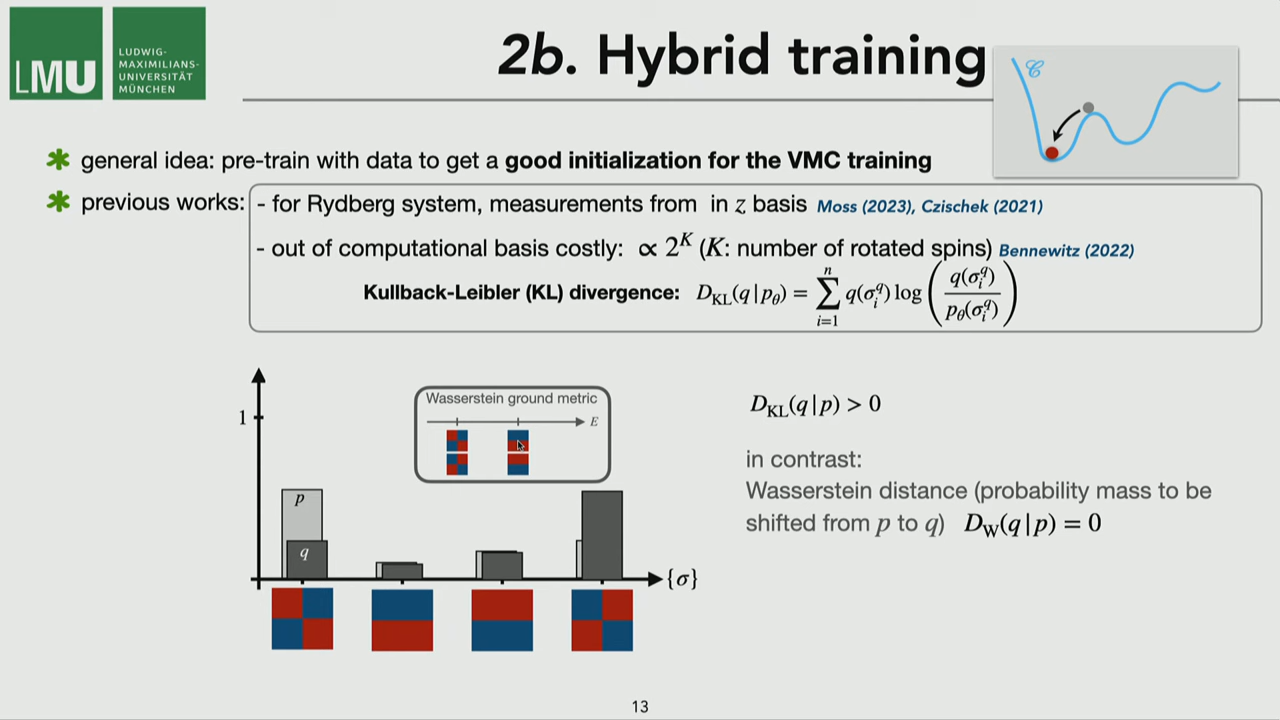 LMU
LUDWIG-
MAXIMILIANS-
UNIVERSITÄT
MÜNCHEN
2b. Hybrid training
𝒞
✱ general idea: pre-train with data to get a good initialization for the VMC training
✱ previous works: - for Rydberg system, measurements from in z basis Moss (2023), Czischek (2021)
- out of computational basis costly: ∝ 2^K (K: number of rotated spins) Bennewitz (2022)
Kullback-Leibler (KL) divergence: D_KL(q|p_θ) = ∑_{i=1}^{n} q(σ_i^q) log ( q(σ_i^q) / p_θ(σ_i^q) )
Wasserstein ground metric
E
1
p
q
{σ}
D_KL(q|p) > 0
in contrast:
Wasserstein distance (probability mass to be
shifted from p to q) D_W(q|p) = 0
13